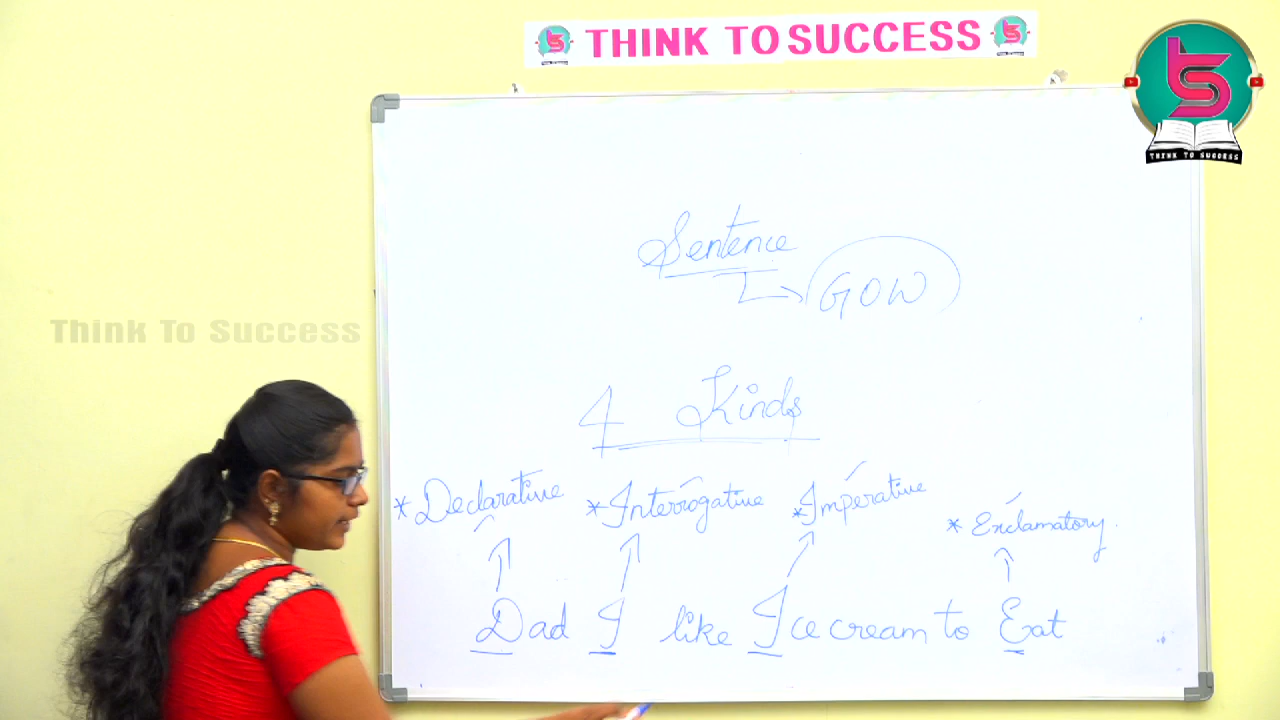 THINK TO SUCCESS
TS
THINK TO SUCCESS
Sentence
GOW
Think To Success
4 Kinds
* Declarative * Interrogative * Imperative * Exclamatory.
Dad I like Ice cream to Eat